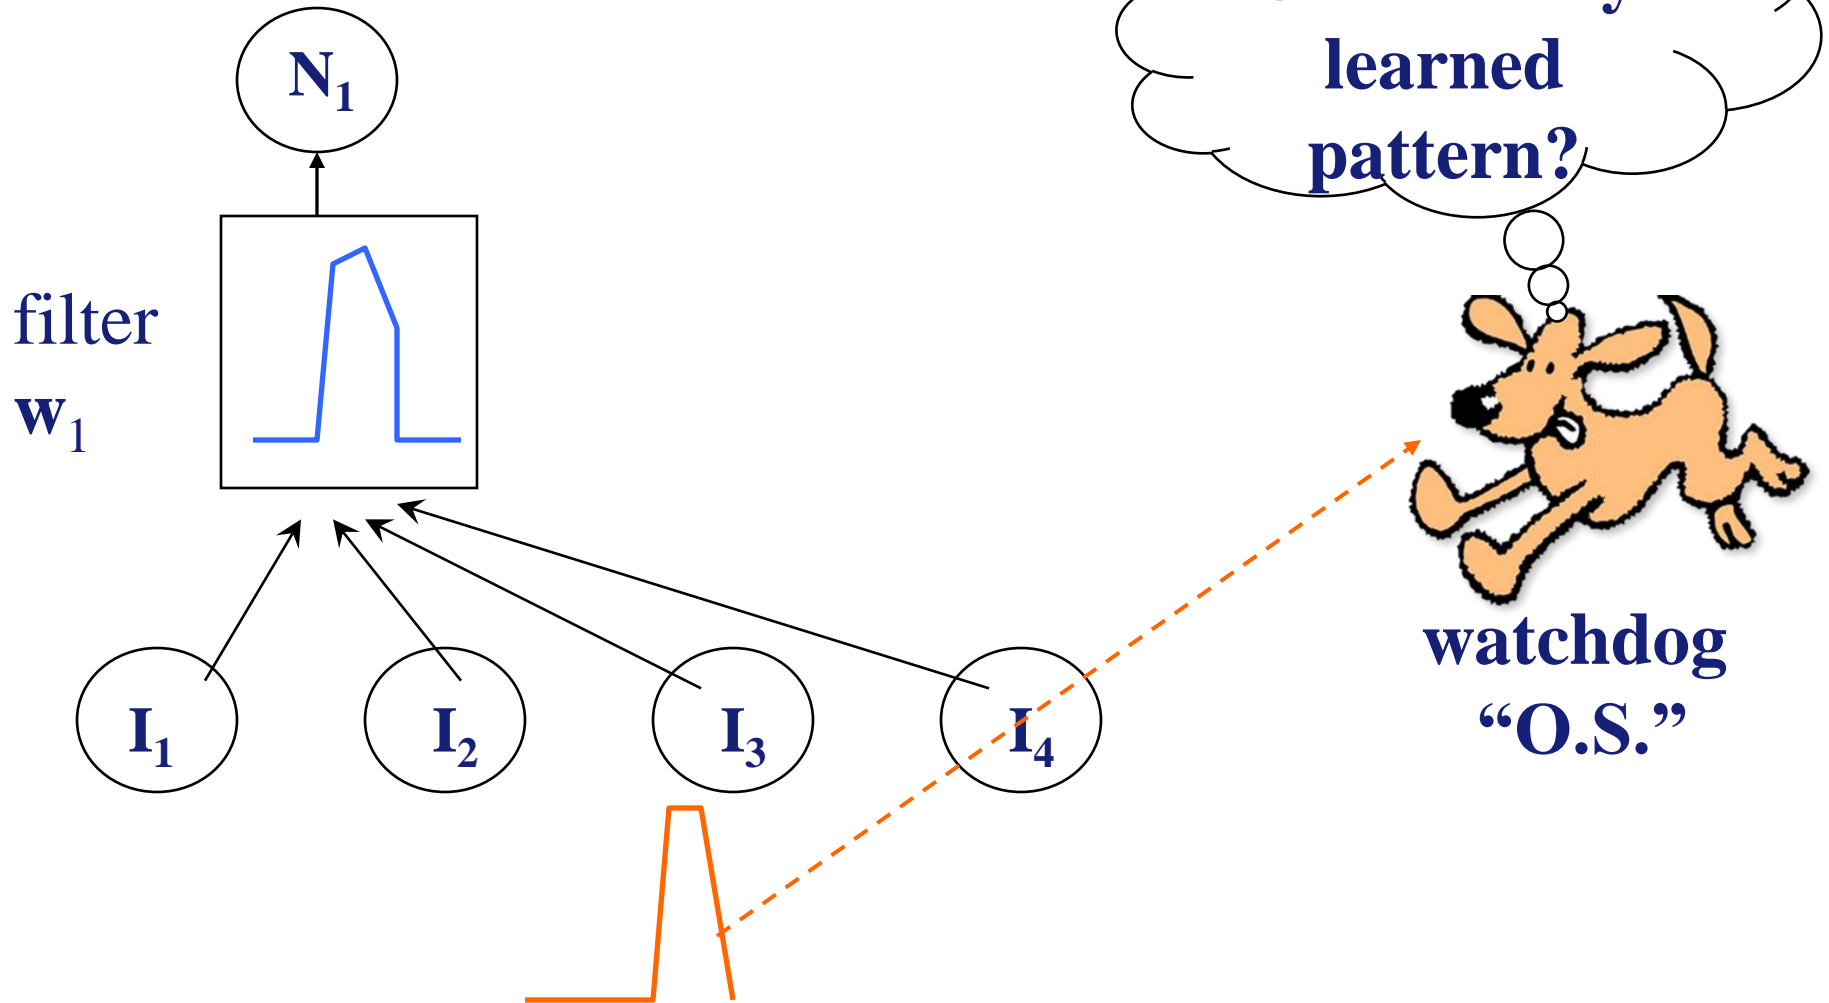 N1
learned
pattern?
filter
w1
I1 I2 I3 I4
watchdog
“O.S.”